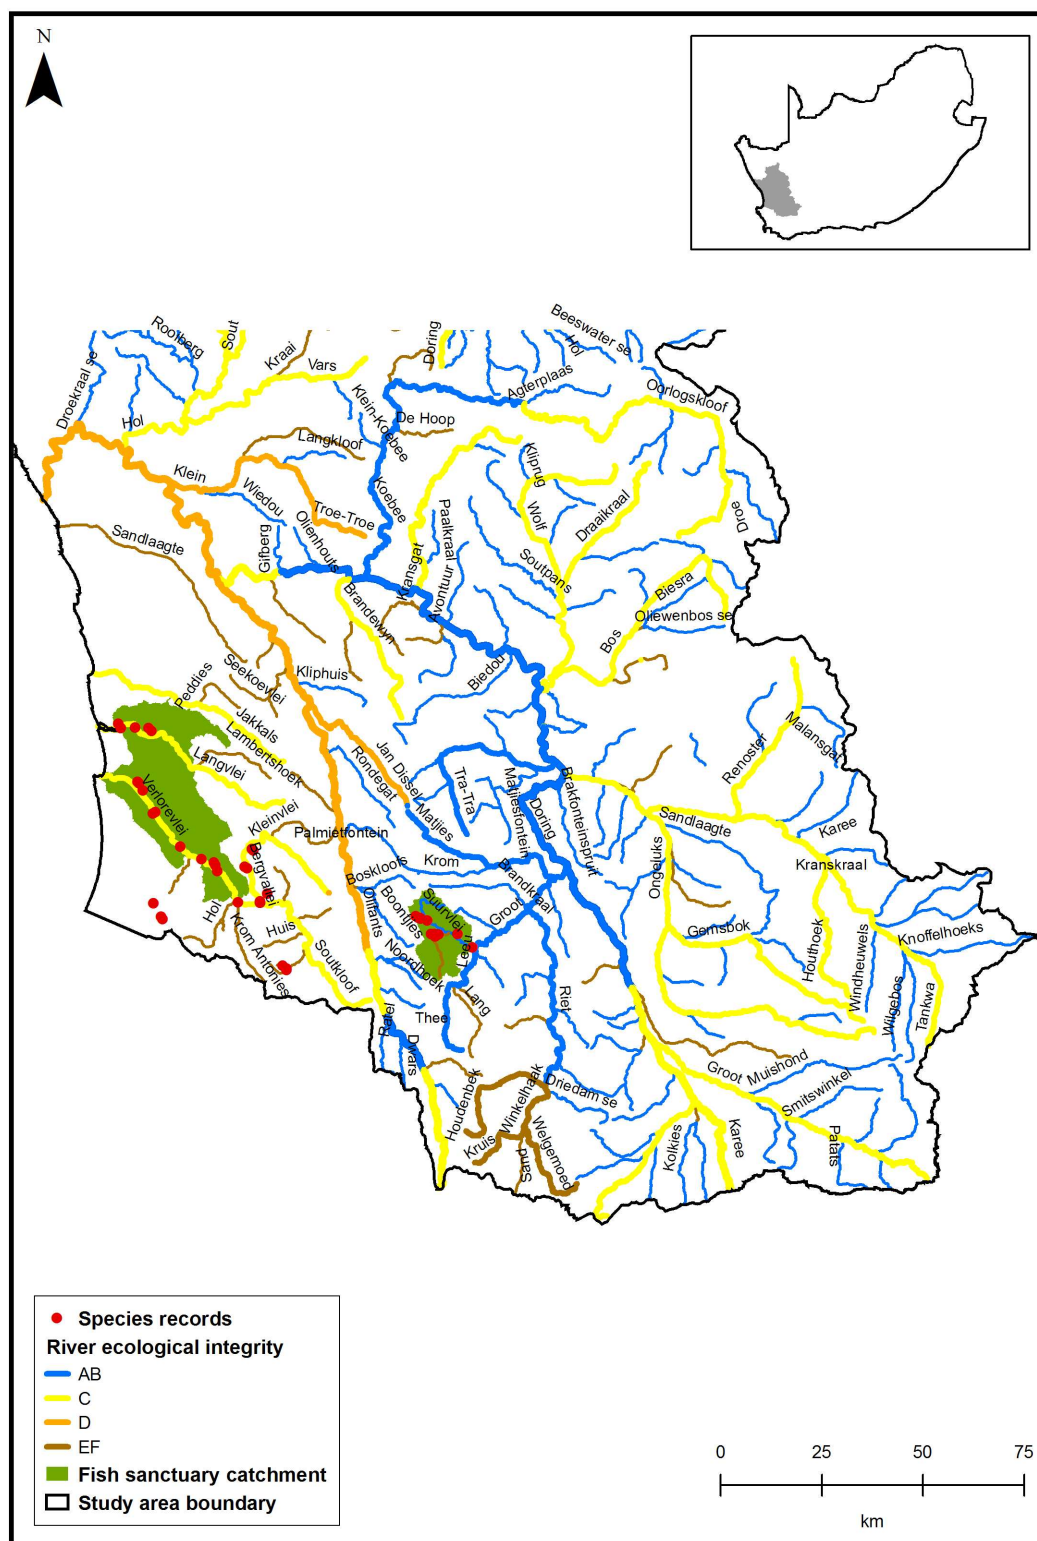 N
Beeswater se
Rooiberg
Sout
Doring
Hol
Kraai
Vars
Agterplaas
Oorlogskloof
Droekraal se
Klein-Koebee
Hol
De Hoop
Langkloof
Kliprug
Klein
Wiedou
Koebee
Paalkraal
Wolf
Draaikraal
Droe
Troe-Troe
Sandlaagte
Gifberg
Olienhouls
Soutpans
Kransgat
Avontuur
Biesra
Brandewyn
Oliewenbos se
Bos
Biedou
Seekoevlei
Peddies
Kliphuis
Jakkals
Lambertshoek
Malansgat
Langvlei
Rondegat
Jan Dissel
Renoster
Tra-Tra
Matjiesfontein
Brakfonteinspruit
Verlorevlei
Doring
Kleinvlei
Matjies
Sandlaagte
Karee
Palmietfontein
Ongeluks
Krom
Kranskraal
Boskloofs
Bergvallei
Brandkraal
Olifants
Boontjies
Suurvlei
Groot
Hol
Krom Antonies
Huis
Gemsbok
Houthoek
Windheuwels
Knoffelhoeks
Noordhoek
Leeu
Soutkloof
Lang
Riet
Wilgebos
Tankwa
Thee
Retel
Dwars
Groot
Muishond
Driedam se
Smitswinkel
Houdenbek
Winkelhaak
Kruis
Welgemoed
Sand
Kolkies
Karee
Patats
Species records
River ecological integrity
AB
C
D
EF
Fish sanctuary catchment
Study area boundary
0 25 50 75
km